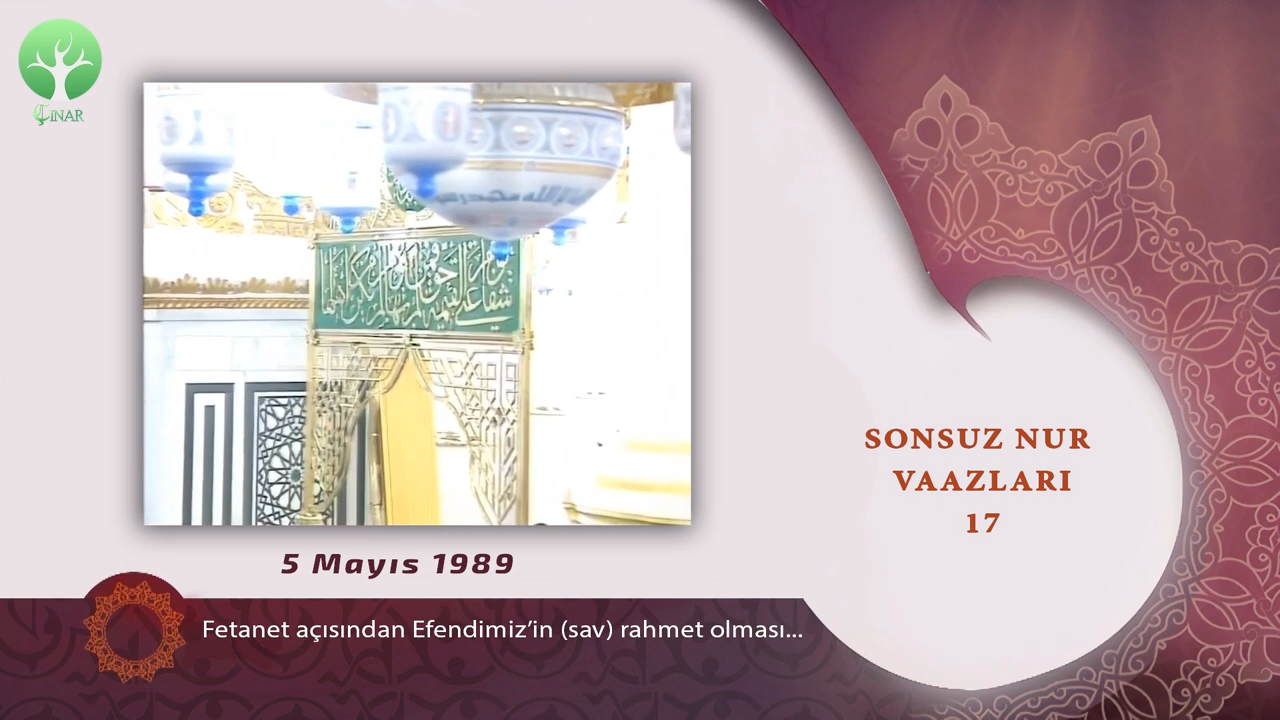 ÇINAR
SONSUZ NUR
VAAZLARI
17
5 Mayıs 1989
Fetanet açısından Efendimiz’in (sav) rahmet olması...